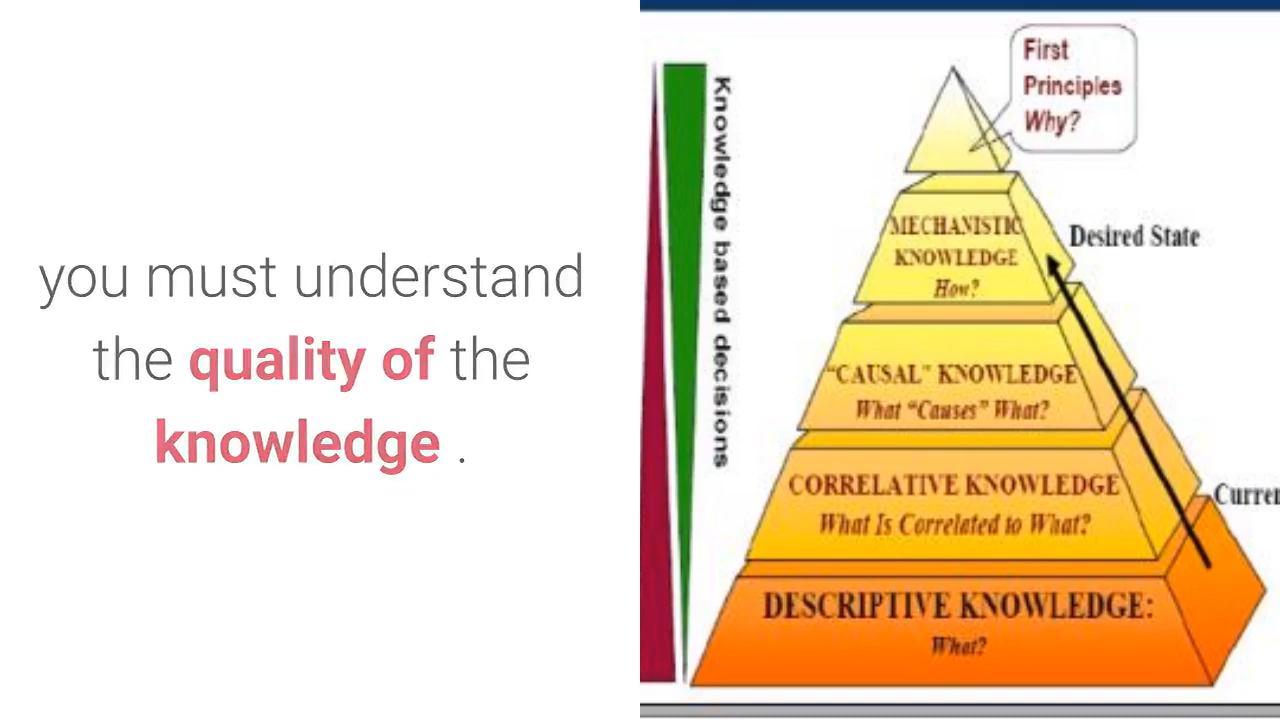 you must understand
the quality of the
knowledge .
First
Principles
Why?
Knowledge based decisions
MECHANISTIC
KNOWLEDGE
How?
Desired State
"CAUSAL" KNOWLEDGE
What "Causes" What?
CORRELATIVE KNOWLEDGE
What Is Correlated to What?
Curren
DESCRIPTIVE KNOWLEDGE:
What?